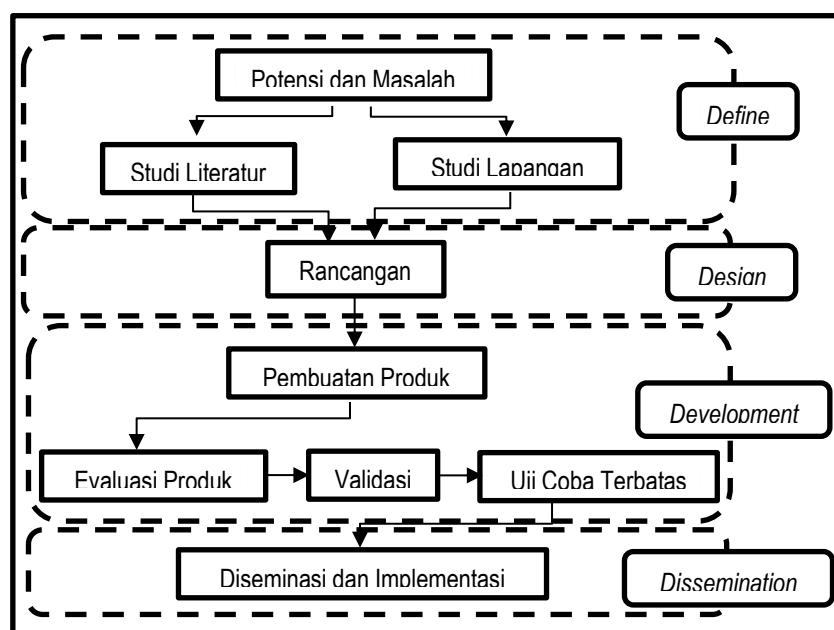 Potensi dan Masalah
Define
Studi Literatur
Studi Lapangan
Rancangan
Design
Pembuatan Produk
Development
Evaluasi Produk
Validasi
Uji Coba Terbatas
Diseminasi dan Implementasi
Dissemination